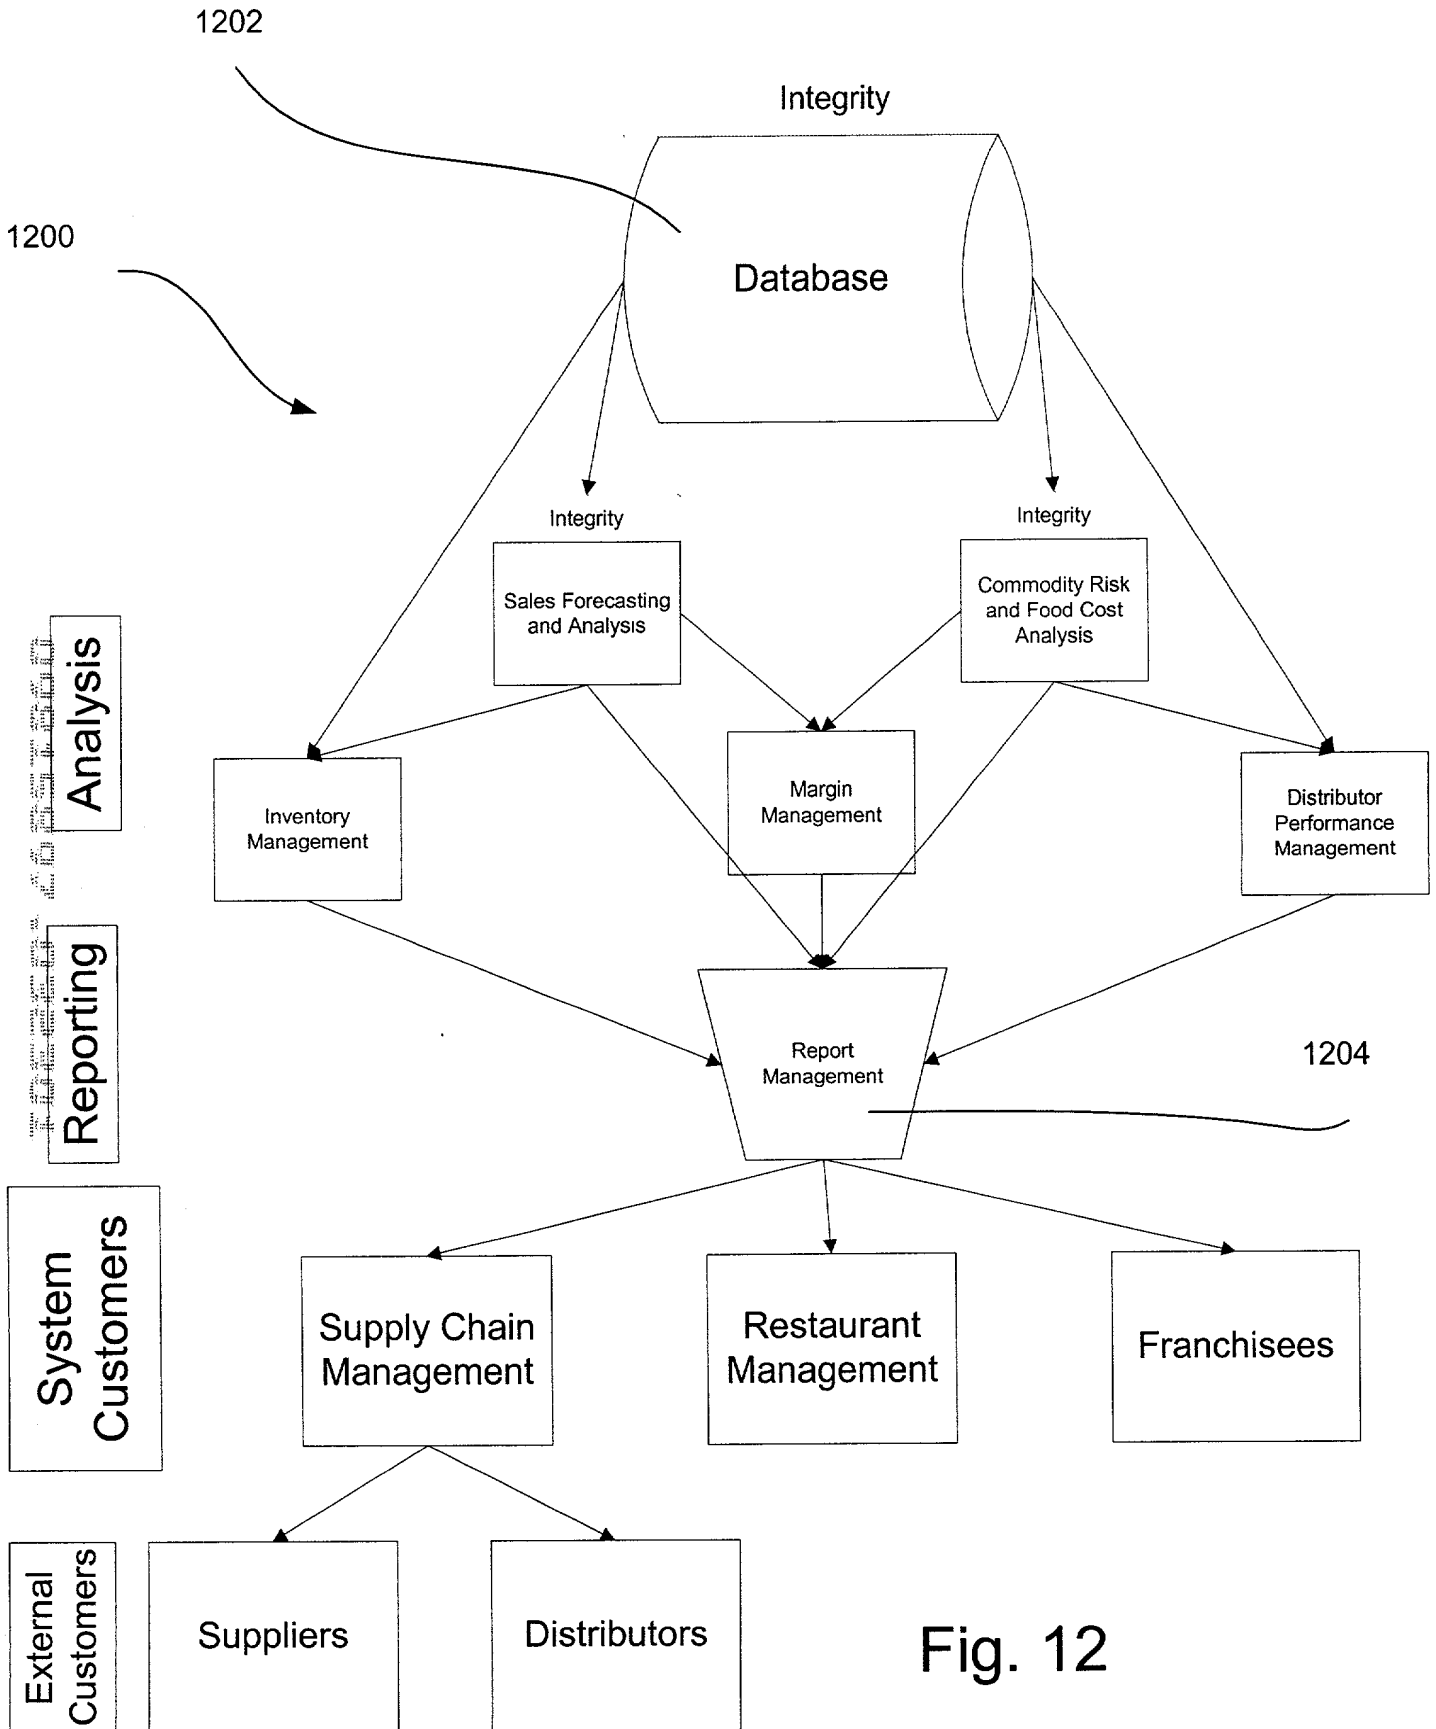 1202
Integrity
1200
Database
Integrity
Integrity
Sales Forecasting
and Analysis
Commodity Risk
and Food Cost
Analysis
Analysis
Inventory
Management
Margin
Management
Distributor
Performance
Management
Reporting
Report
Management
1204
System
Customers
Supply Chain
Management
Restaurant
Management
Franchisees
External
Customers
Suppliers
Distributors
Fig. 12